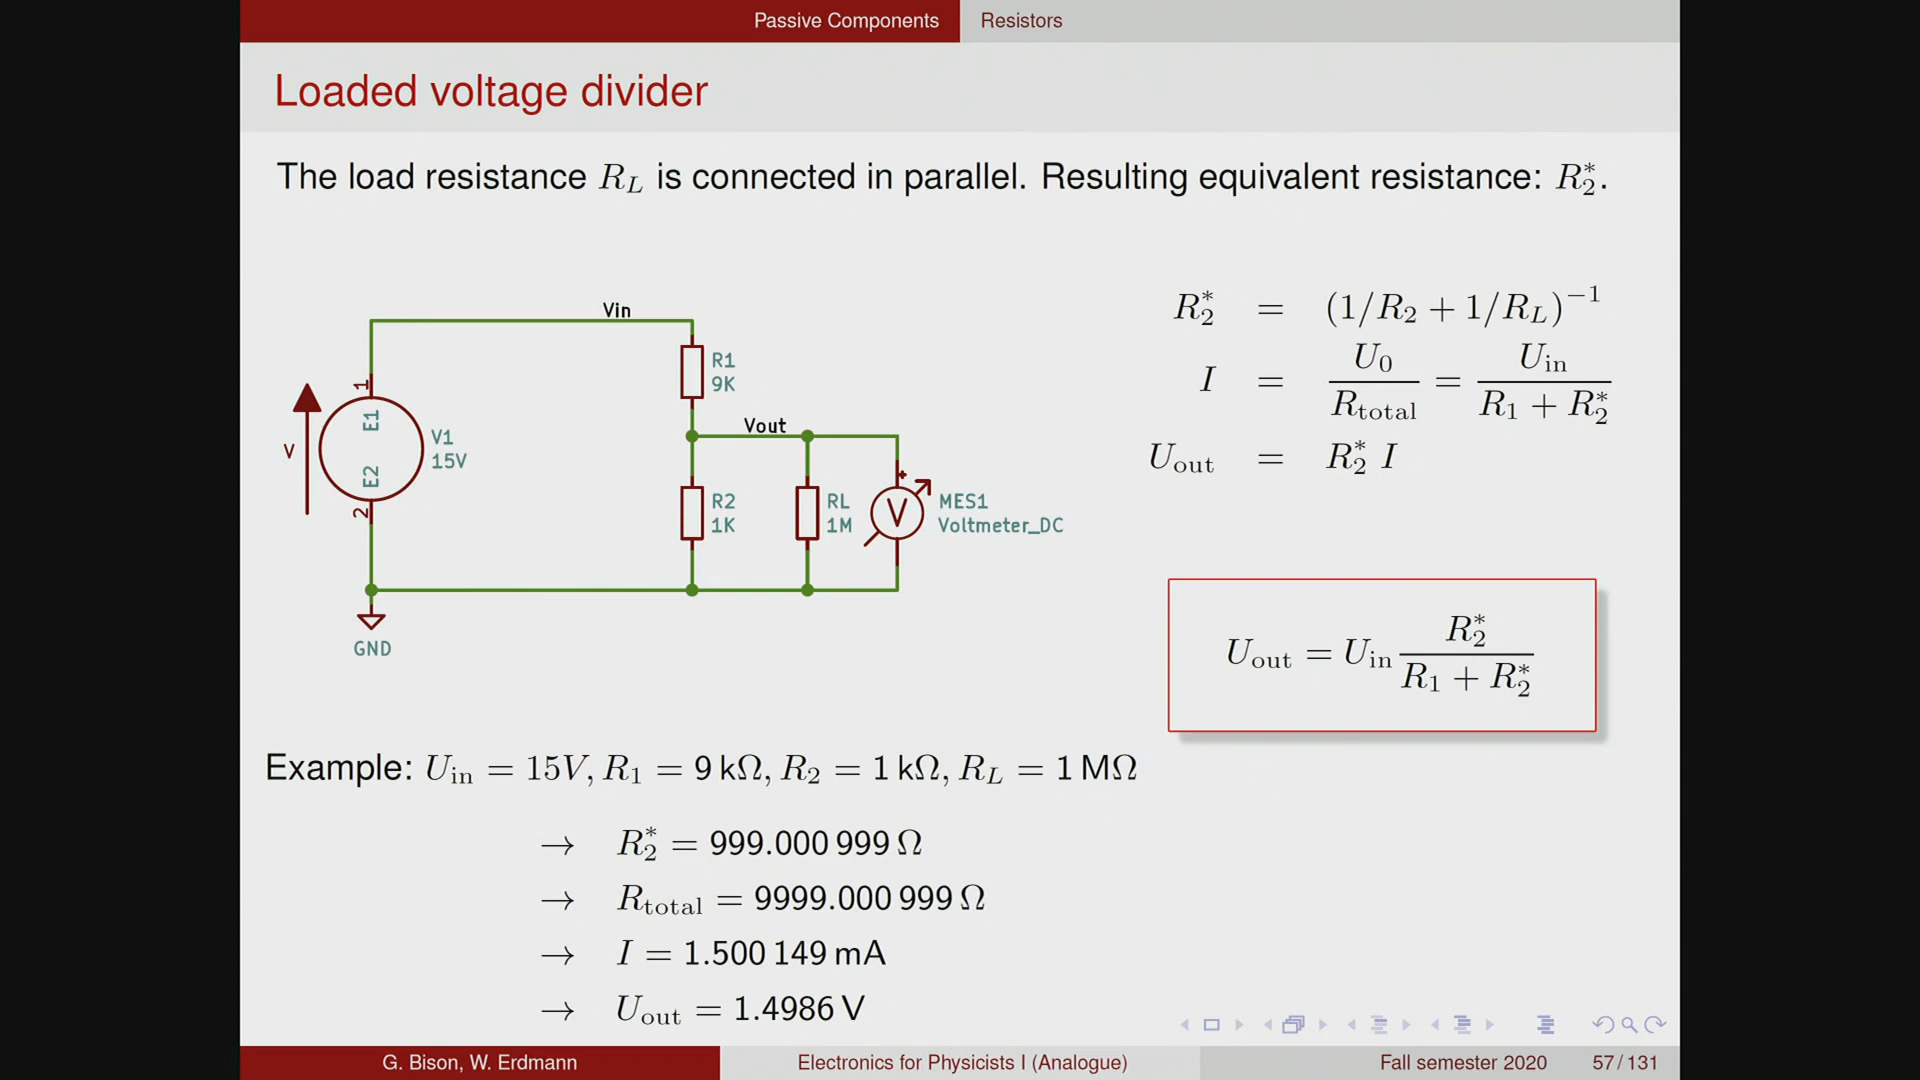 Passive Components Resistors
Loaded voltage divider
The load resistance R_L is connected in parallel. Resulting equivalent resistance: R_2^*.
Vin
R1
9K
1
E1
V
V1
15V
E2
2
Vout
R2
1K
RL
1M
+
V
MES1
Voltmeter_DC
GND
R_2^* = (1/R_2 + 1/R_L)^{-1}
I = U_0 / R_total = U_in / (R_1 + R_2^*)
U_out = R_2^* I
U_out = U_in R_2^* / (R_1 + R_2^*)
Example: U_in = 15V, R_1 = 9 kΩ, R_2 = 1 kΩ, R_L = 1 MΩ
→ R_2^* = 999.000 999 Ω
→ R_total = 9999.000 999 Ω
→ I = 1.500 149 mA
→ U_out = 1.4986 V
G. Bison, W. Erdmann Electronics for Physicists I (Analogue) Fall semester 2020 57 / 131